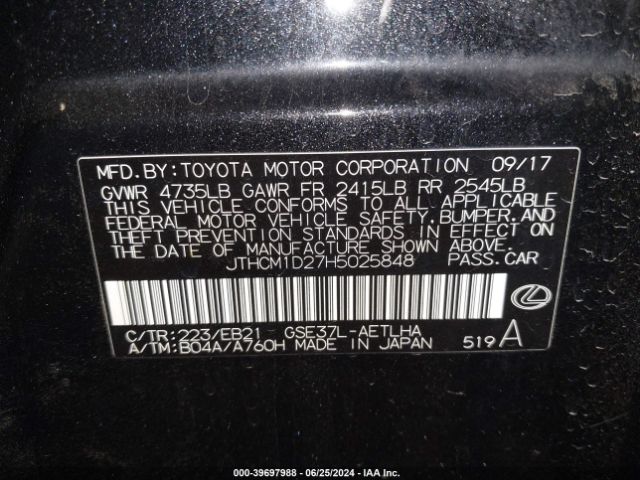 MFD.BY:TOYOTA MOTOR CORPORATION 09/17
GVWR 4735LB GAWR FR 2415LB RR 2545LB
THIS VEHICLE CONFORMS TO ALL APPLICABLE
FEDERAL MOTOR VEHICLE SAFETY,BUMPER,AND
THEFT PREVENTION STANDARDS IN EFFECT ON
THE DATE OF MANUFACTURE SHOWN ABOVE.
JTHCM1D27H5025848 PASS.CAR
C/TR:223/EB21 GSE37L-AETLHA
A/TM:B04A/A760H MADE IN JAPAN 519 A
000-39697988 - 06/25/2024 - IAA Inc.